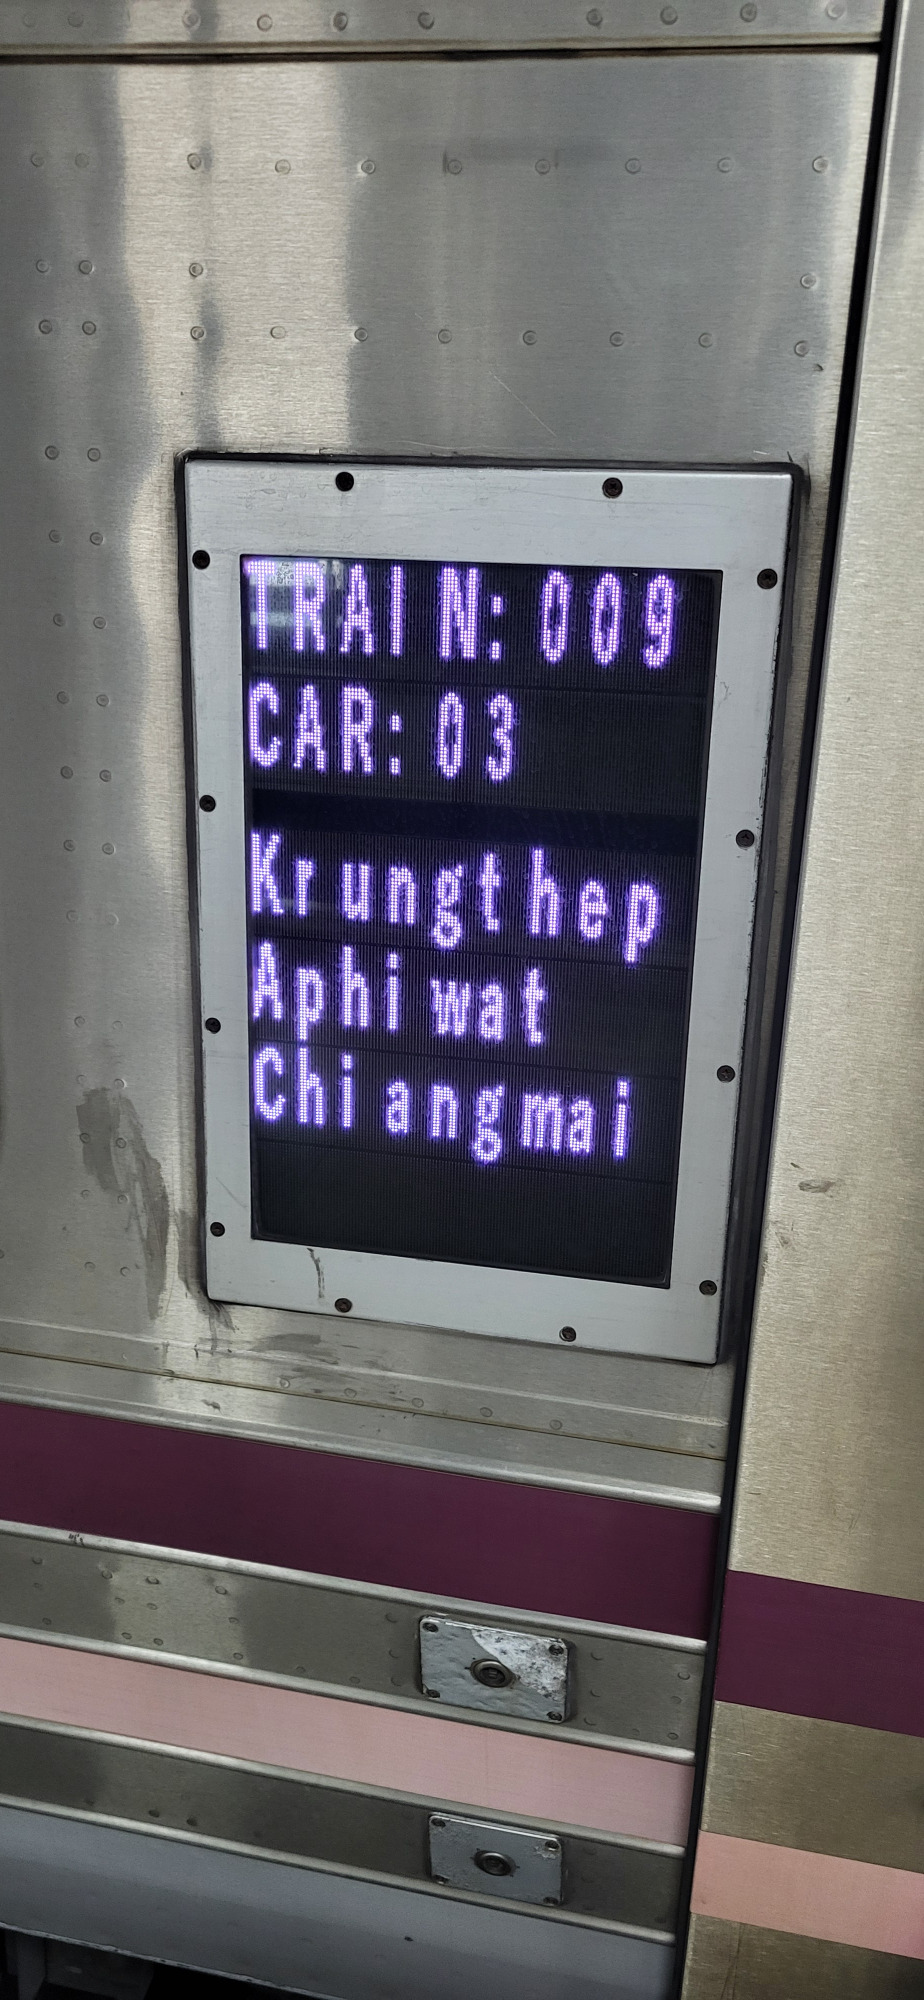 TRAIN: 009
CAR: 03
Krungthep
Aphiwat
Chiangmai